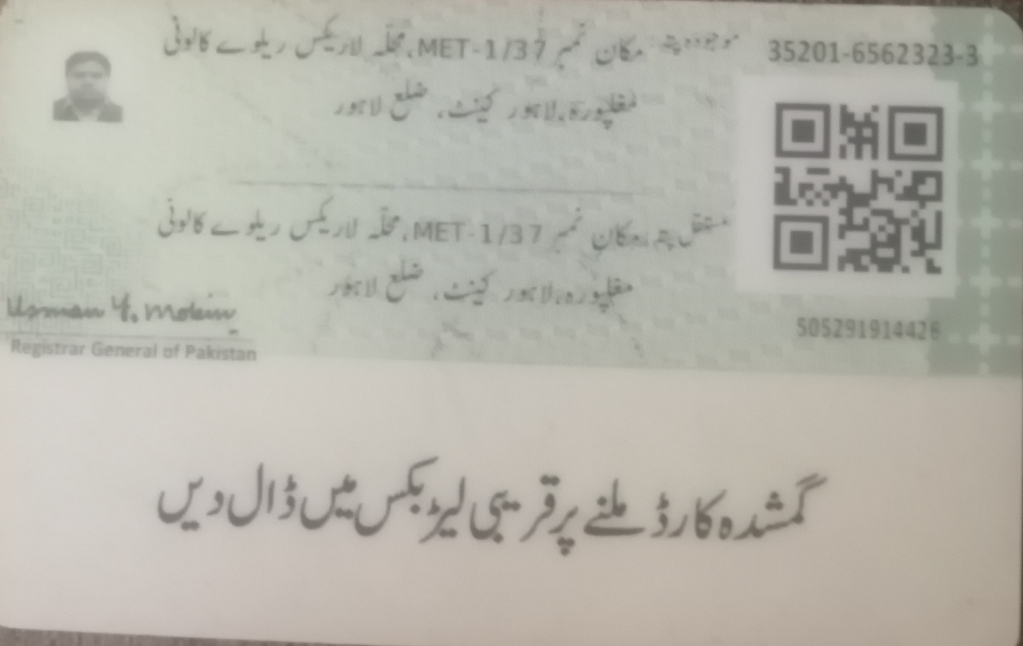 35201-6562323-3
موجودہ پتہ: مکان نمبر MET-1/37، محلہ لاریکس ریلوے کالونی
مغلپورہ، لاہور کینٹ، ضلع لاہور
مستقل پتہ: مکان نمبر MET-1/37، محلہ لاریکس ریلوے کالونی
مغلپورہ، لاہور کینٹ، ضلع لاہور
505291914426
Usman Y. Mobin
Registrar General of Pakistan
گمشدہ کارڈ ملنے پر قریبی لیٹر بکس میں ڈال دیں